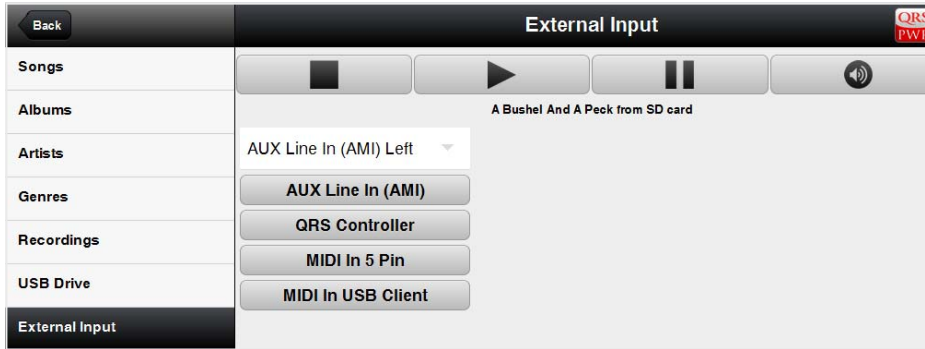 Back
External Input
QRS
PWR
Songs
Albums
Artists
Genres
Recordings
USB Drive
External Input
A Bushel And A Peck from SD card
AUX Line In (AMI) Left
AUX Line In (AMI)
QRS Controller
MIDI In 5 Pin
MIDI In USB Client